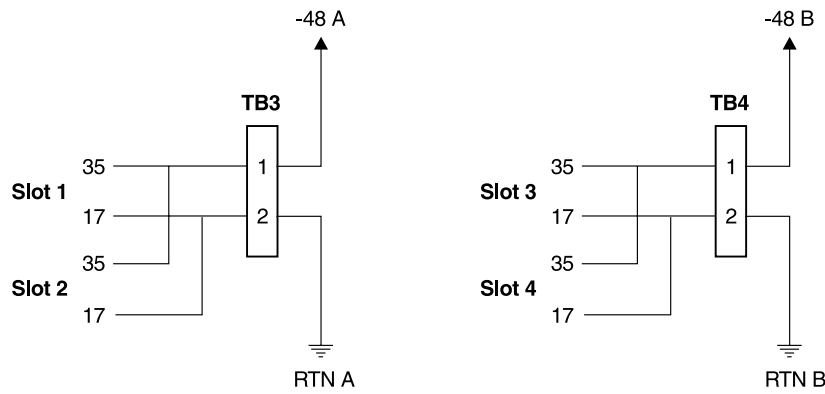 -48 A
TB3
35
1
Slot 1
17
2
35
Slot 2
17
RTN A
-48 B
TB4
35
1
Slot 3
17
2
35
Slot 4
17
RTN B